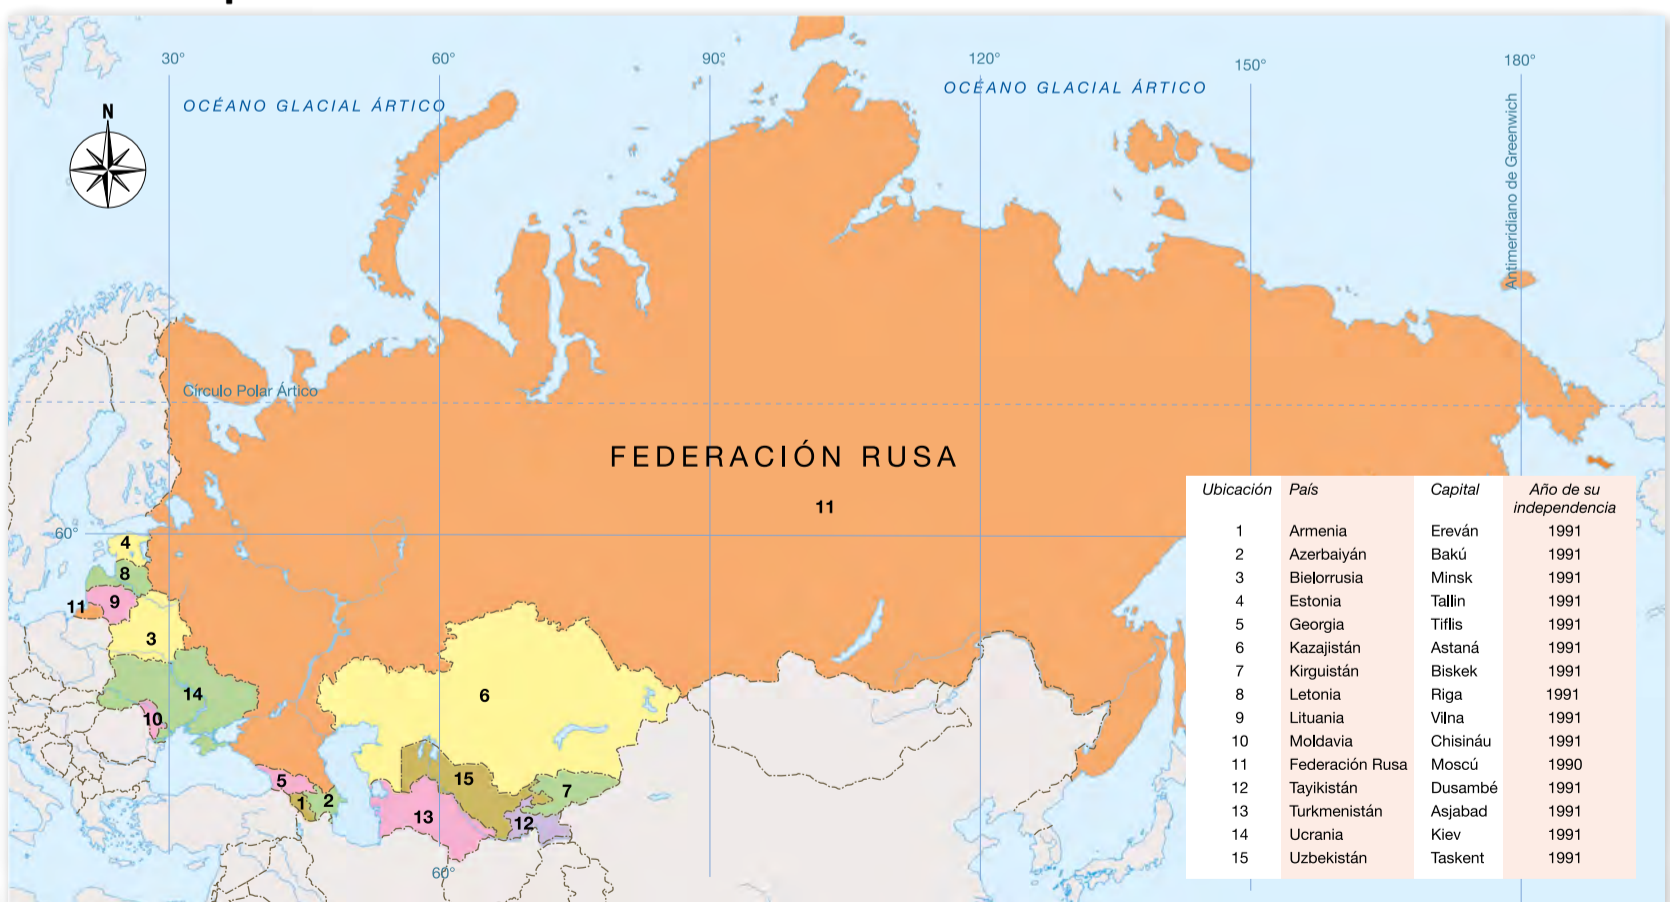 30°
60°
90°
120°
150°
180°
OCÉANO GLACIAL ÁRTICO
OCÉANO GLACIAL ÁRTICO
N
Antimeridiano de Greenwich
Círculo Polar Ártico
FEDERACIÓN RUSA
11
60°
4
8
11
9
3
14
10
6
5
1
2
15
7
13
12
60°
Ubicación País Capital Año de su independencia
1 Armenia Ereván 1991
2 Azerbaiyán Bakú 1991
3 Bielorrusia Minsk 1991
4 Estonia Tallin 1991
5 Georgia Tiflis 1991
6 Kazajistán Astaná 1991
7 Kirguistán Biskek 1991
8 Letonia Riga 1991
9 Lituania Vilna 1991
10 Moldavia Chisináu 1991
11 Federación Rusa Moscú 1990
12 Tayikistán Dusambé 1991
13 Turkmenistán Asjabad 1991
14 Ucrania Kiev 1991
15 Uzbekistán Taskent 1991